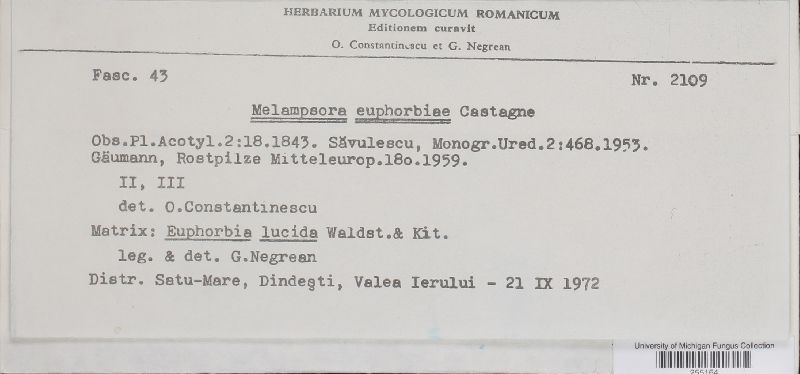 HERBARIUM MYCOLOGICUM ROMANICUM
Editionem curavit
O. Constantinescu et G. Negrean
Fasc. 43 Nr. 2109
Melampsora euphorbiae Castagne
Obs.Pl.Acotyl.2:18.1843. Săvulescu, Monogr.Ured.2:468.1953.
Gäumann, Rostpilze Mitteleurop.18o.1959.
II, III
det. O.Constantinescu
Matrix: Euphorbia lucida Waldst.& Kit.
leg. & det. G.Negrean
Distr. Satu-Mare, Dindeşti, Valea Ierului - 21 IX 1972
University of Michigan Fungus Collection
255164